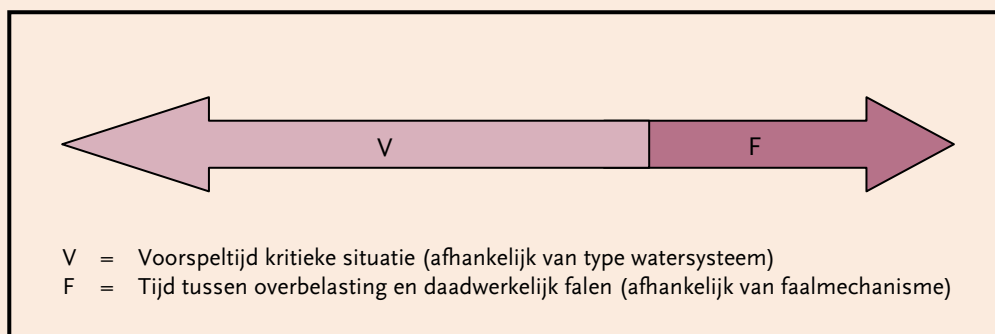 V F
V = Voorspeltijd kritieke situatie (afhankelijk van type watersysteem)
F = Tijd tussen overbelasting en daadwerkelijk falen (afhankelijk van faalmechanisme)